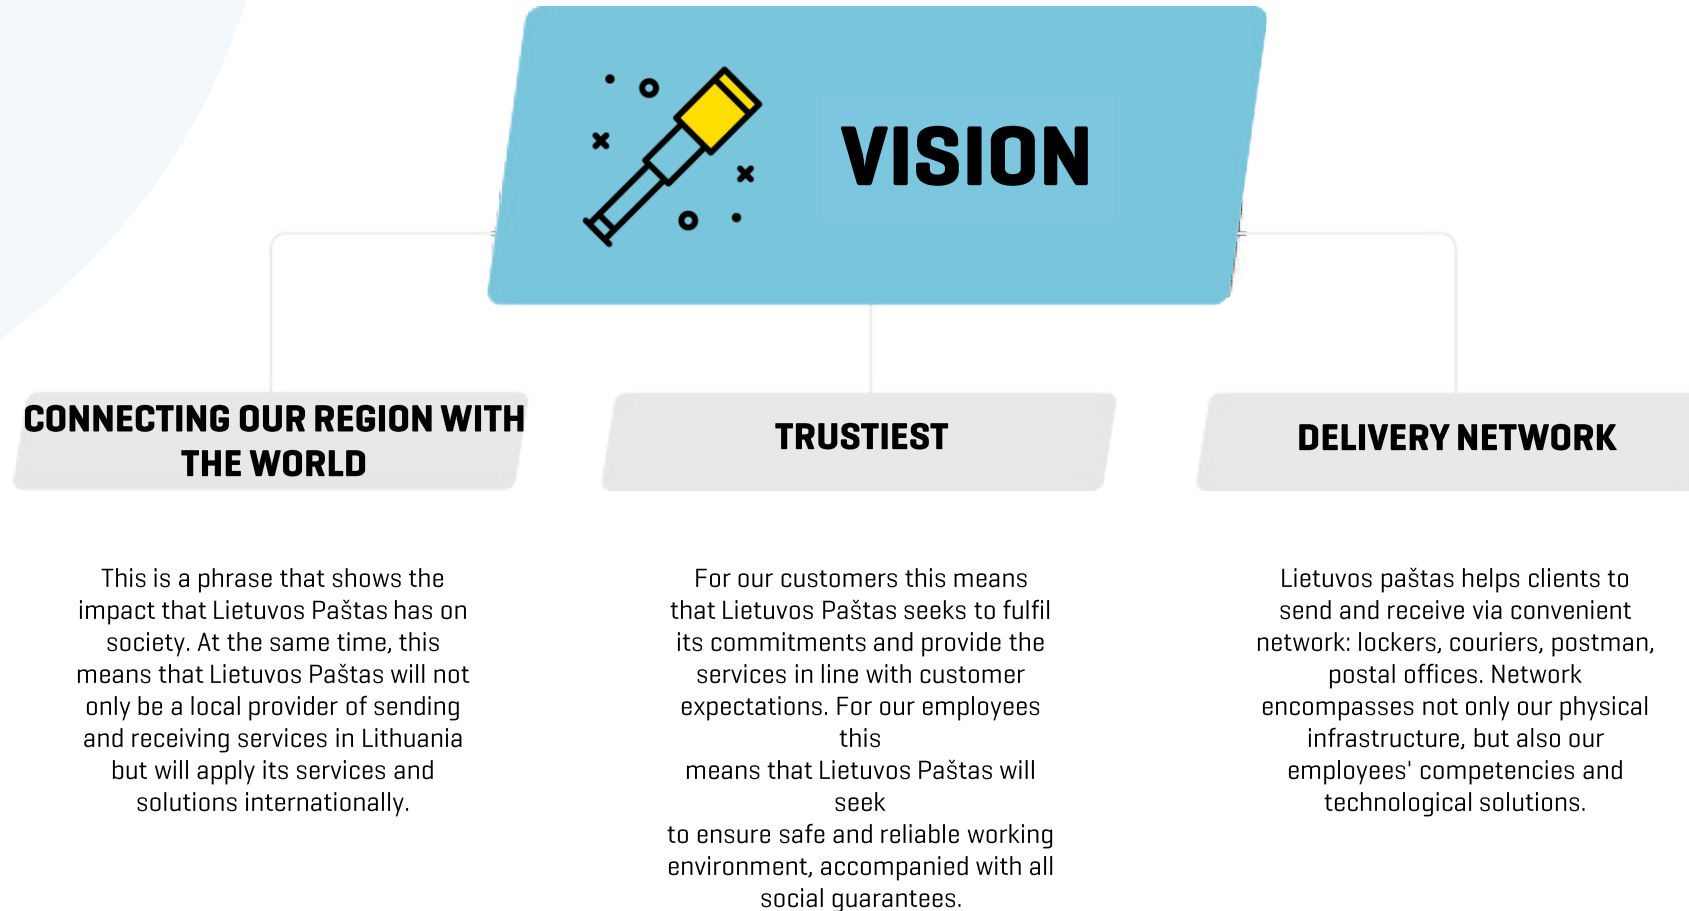 VISION
CONNECTING OUR REGION WITH
THE WORLD
This is a phrase that shows the
impact that Lietuvos Paštas has on
society. At the same time, this
means that Lietuvos Paštas will not
only be a local provider of sending
and receiving services in Lithuania
but will apply its services and
solutions internationally.
TRUSTIEST
For our customers this means
that Lietuvos Paštas seeks to fulfil
its commitments and provide the
services in line with customer
expectations. For our employees
this
means that Lietuvos Paštas will
seek
to ensure safe and reliable working
environment, accompanied with all
social guarantees.
DELIVERY NETWORK
Lietuvos paštas helps clients to
send and receive via convenient
network: lockers, couriers, postman,
postal offices. Network
encompasses not only our physical
infrastructure, but also our
employees' competencies and
technological solutions.